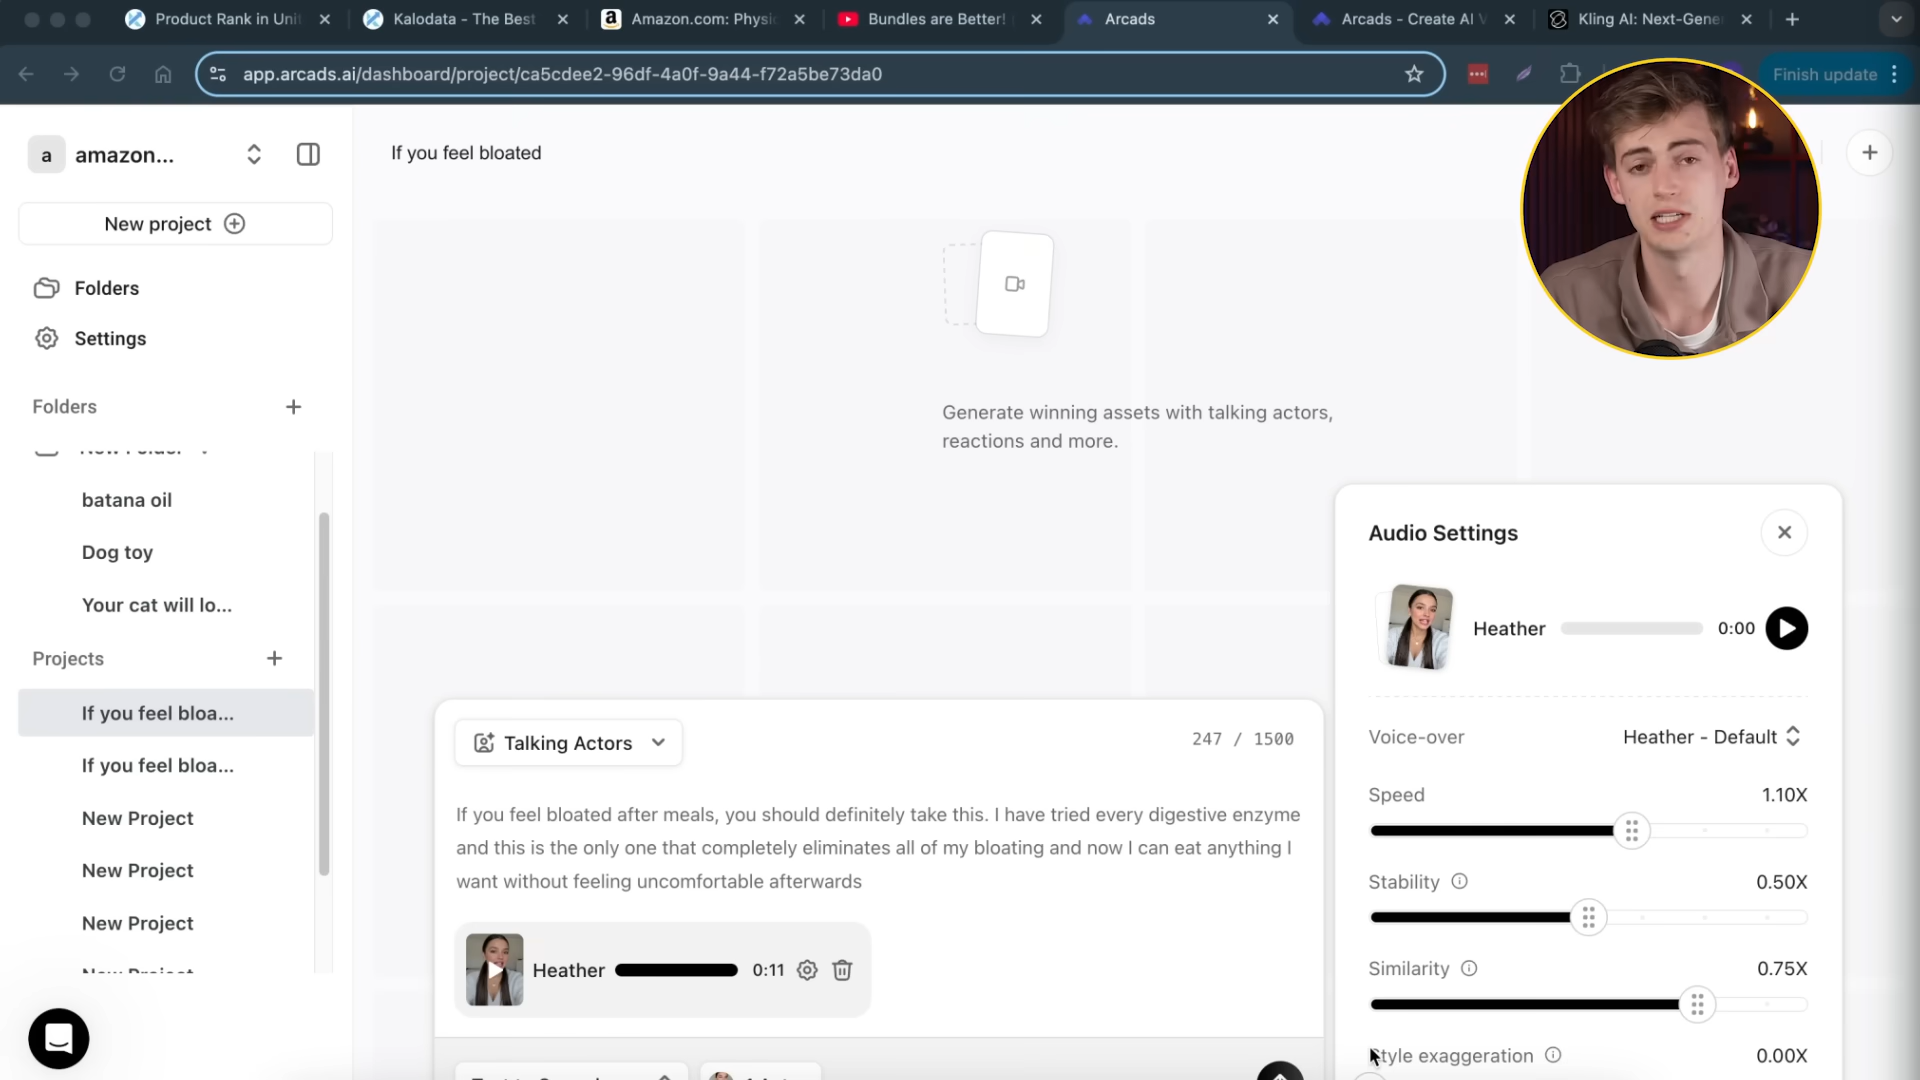 Product Rank in Uni
Kalodata - The Best
Amazon.com: Physi
Bundles are Better!
Arcads
Arcads - Create AI V
Kling AI: Next-Gene
app.arcads.ai/dashboard/project/ca5cdee2-96df-4a0f-9a44-f72a5be73da0
Finish update
a
amazon...
If you feel bloated
New project
Folders
Settings
Folders
New Folder
batana oil
Dog toy
Your cat will lo...
Projects
If you feel bloa...
If you feel bloa...
New Project
New Project
New Project
New Project
Generate winning assets with talking actors,
reactions and more.
Talking Actors
247 / 1500
If you feel bloated after meals, you should definitely take this. I have tried every digestive enzyme
and this is the only one that completely eliminates all of my bloating and now I can eat anything I
want without feeling uncomfortable afterwards
Heather
0:11
Audio Settings
Heather
0:00
Voice-over
Heather - Default
Speed
1.10X
Stability
0.50X
Similarity
0.75X
Style exaggeration
0.00X